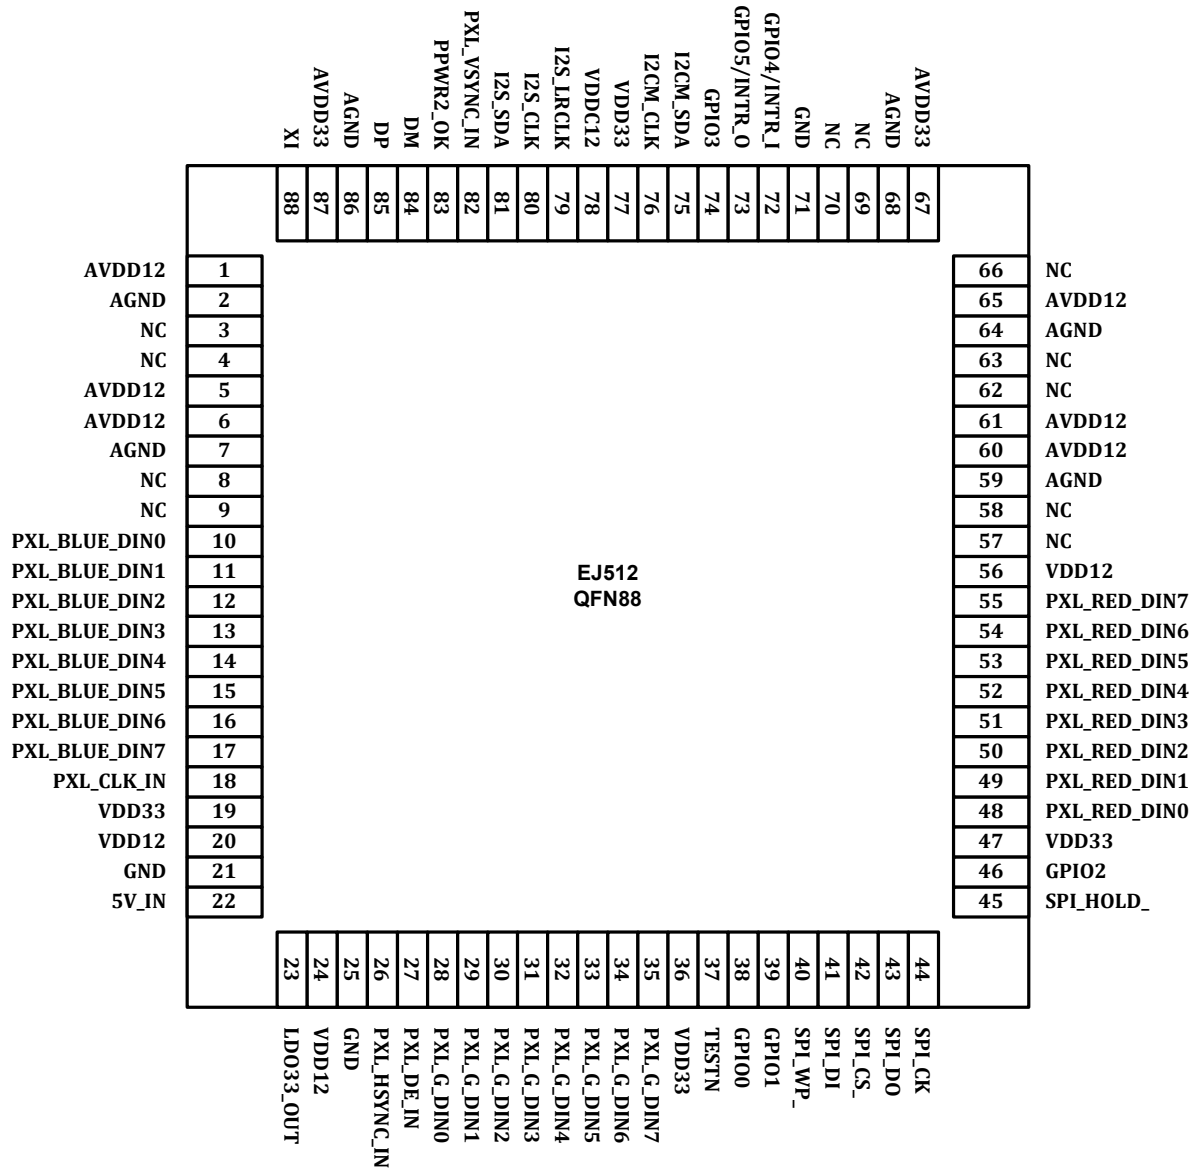 XI
AVDD33
AGND
DP
DM
PPWR2_OK
PXL_VSYNC_IN
I2S_SDA
I2S_CLK
I2S_LRCLK
VDDC12
VDD33
I2CM_CLK
I2CM_SDA
GPIO3
GPIO5/INTR_O
GPIO4/INTR_I
GND
NC
NC
AGND
AVDD33
88
87
86
85
84
83
82
81
80
79
78
77
76
75
74
73
72
71
70
69
68
67
AVDD12 1
AGND 2
NC 3
NC 4
AVDD12 5
AVDD12 6
AGND 7
NC 8
NC 9
PXL_BLUE_DIN0 10
PXL_BLUE_DIN1 11
PXL_BLUE_DIN2 12
PXL_BLUE_DIN3 13
PXL_BLUE_DIN4 14
PXL_BLUE_DIN5 15
PXL_BLUE_DIN6 16
PXL_BLUE_DIN7 17
PXL_CLK_IN 18
VDD33 19
VDD12 20
GND 21
5V_IN 22
EJ512
QFN88
66 NC
65 AVDD12
64 AGND
63 NC
62 NC
61 AVDD12
60 AVDD12
59 AGND
58 NC
57 NC
56 VDD12
55 PXL_RED_DIN7
54 PXL_RED_DIN6
53 PXL_RED_DIN5
52 PXL_RED_DIN4
51 PXL_RED_DIN3
50 PXL_RED_DIN2
49 PXL_RED_DIN1
48 PXL_RED_DIN0
47 VDD33
46 GPIO2
45 SPI_HOLD_
23
24
25
26
27
28
29
30
31
32
33
34
35
36
37
38
39
40
41
42
43
44
LDO33_OUT
VDD12
GND
PXL_HSYNC_IN
PXL_DE_IN
PXL_G_DIN0
PXL_G_DIN1
PXL_G_DIN2
PXL_G_DIN3
PXL_G_DIN4
PXL_G_DIN5
PXL_G_DIN6
PXL_G_DIN7
VDD33
TESTN
GPIO0
GPIO1
SPI_WP_
SPI_DI
SPI_CS_
SPI_DO
SPI_CK